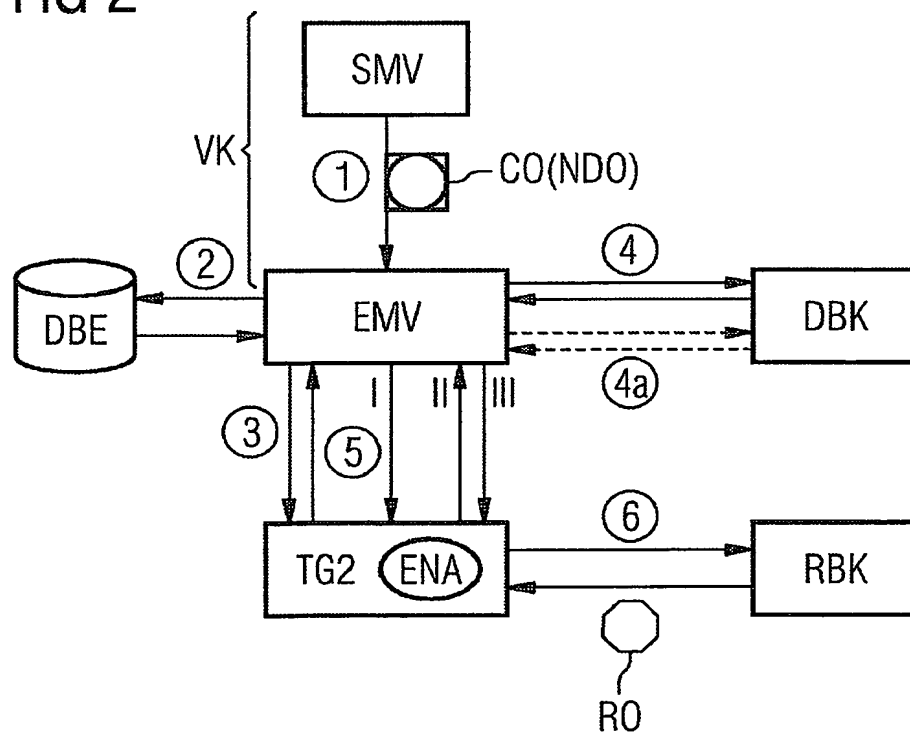 FIG 2
SMV
VK
1
CO(NDO)
2
4
DBE
EMV
DBK
4a
I
II
III
3
5
6
TG2
ENA
RBK
RO